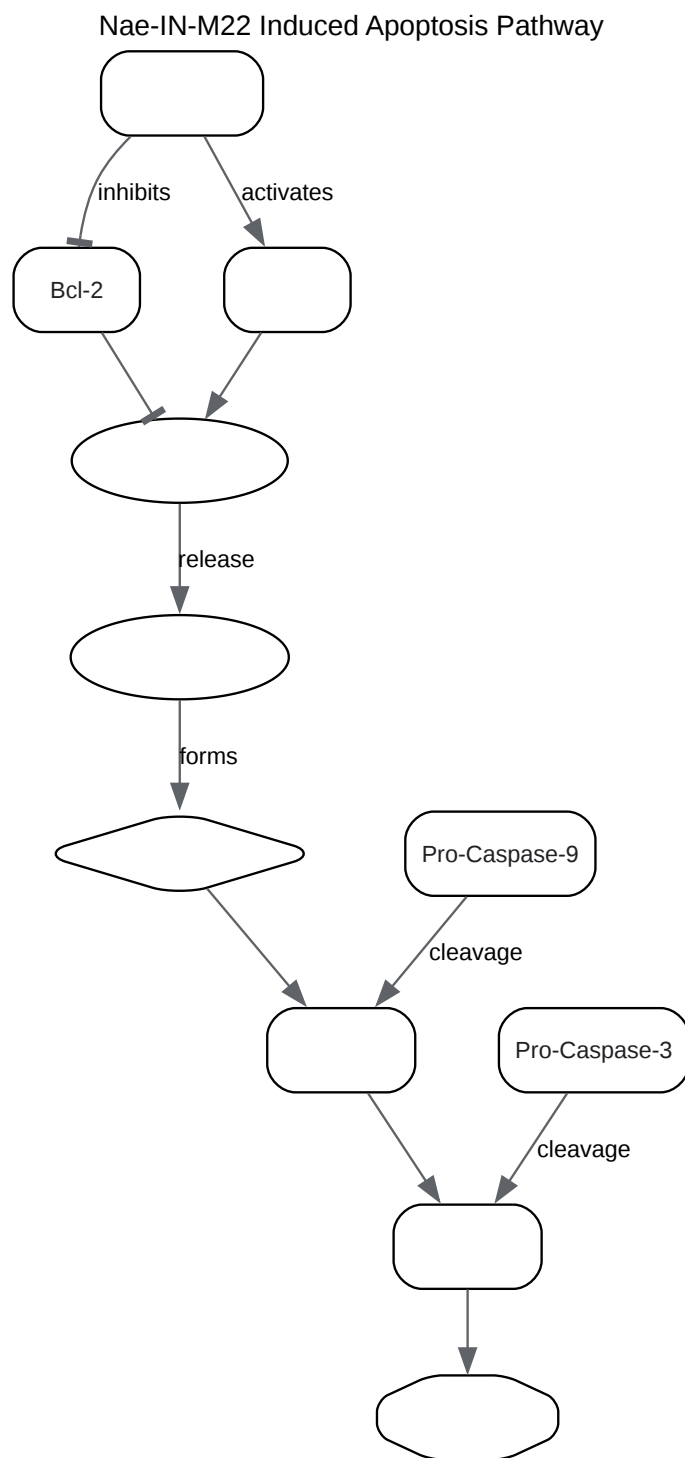 Nae-IN-M22 Induced Apoptosis Pathway
inhibits
activates
Bcl-2
release
forms
Pro-Caspase-9
cleavage
Pro-Caspase-3
cleavage